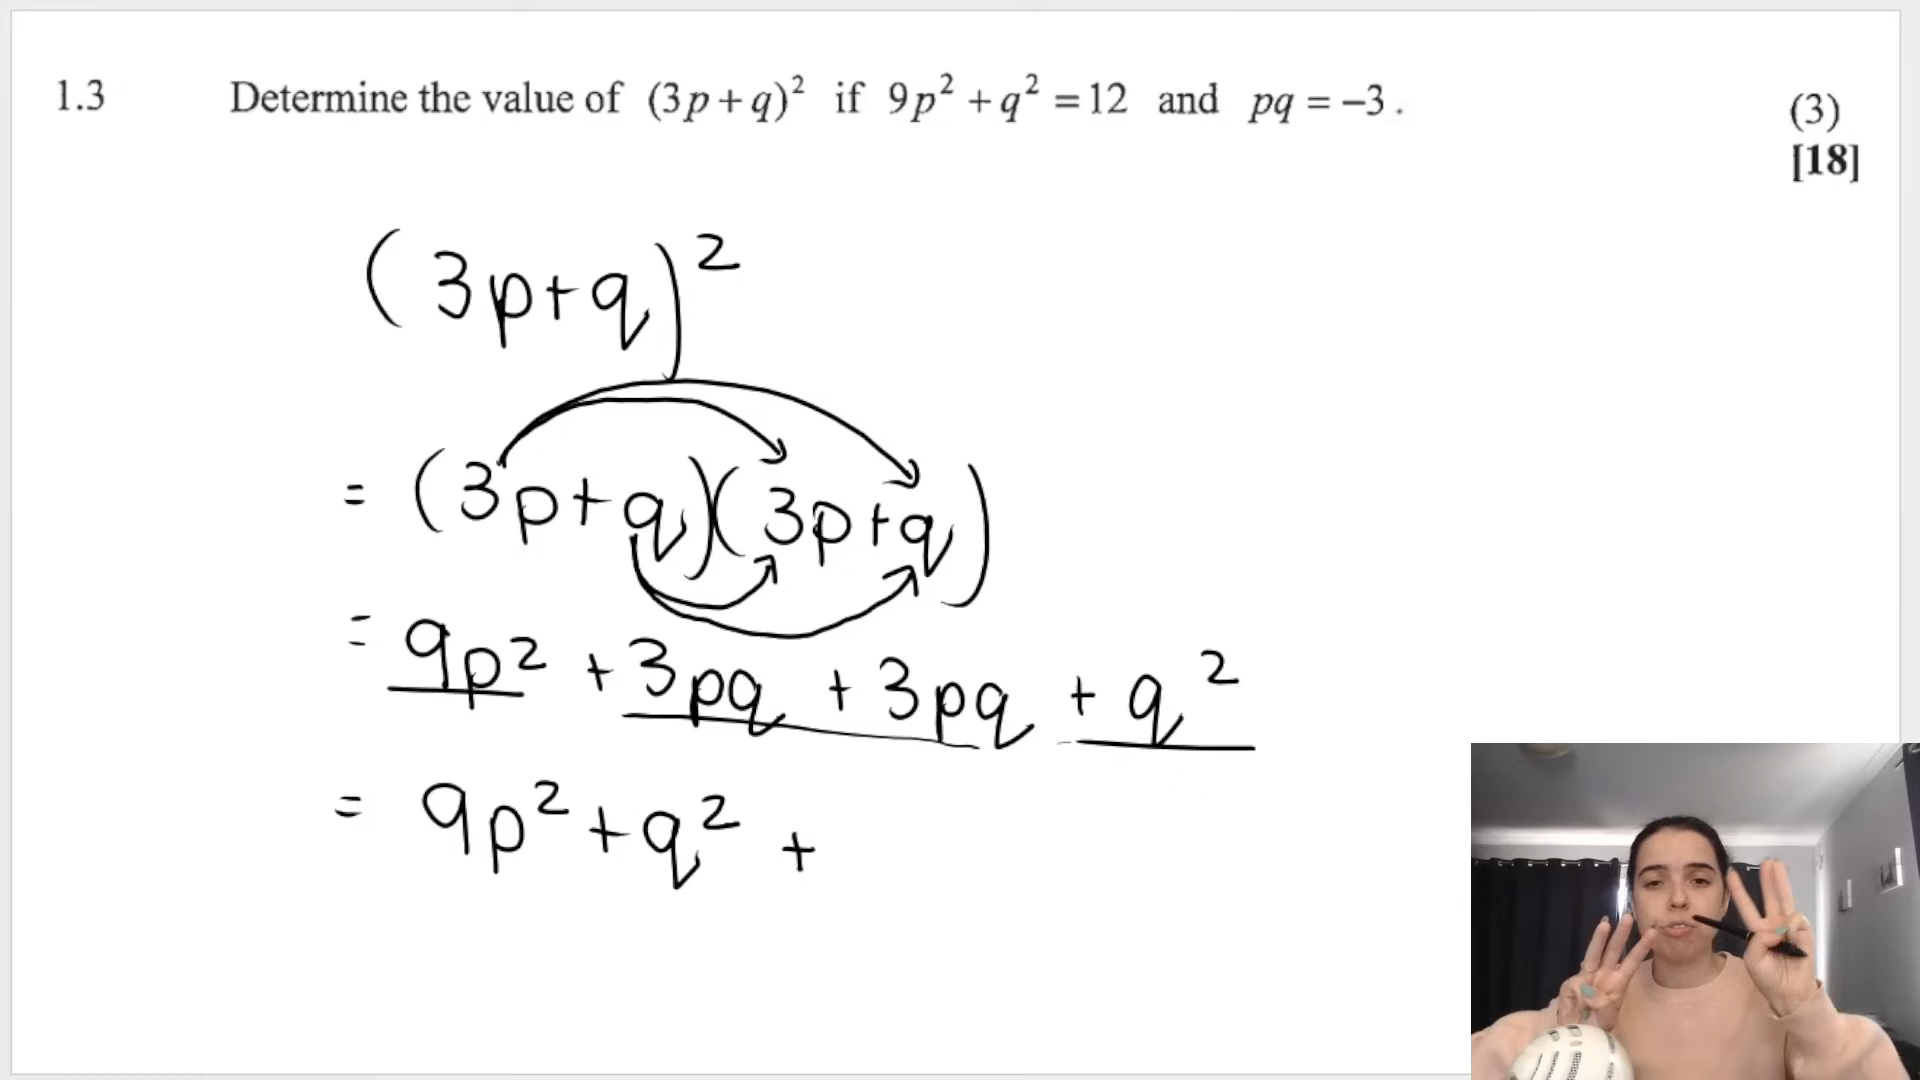 1.3 Determine the value of (3p+q)² if 9p² + q² = 12 and pq = −3. (3)
[18]
(3p+q)²
= (3p+q)(3p+q)
= 9p² + 3pq + 3pq + q²
= 9p² + q² +